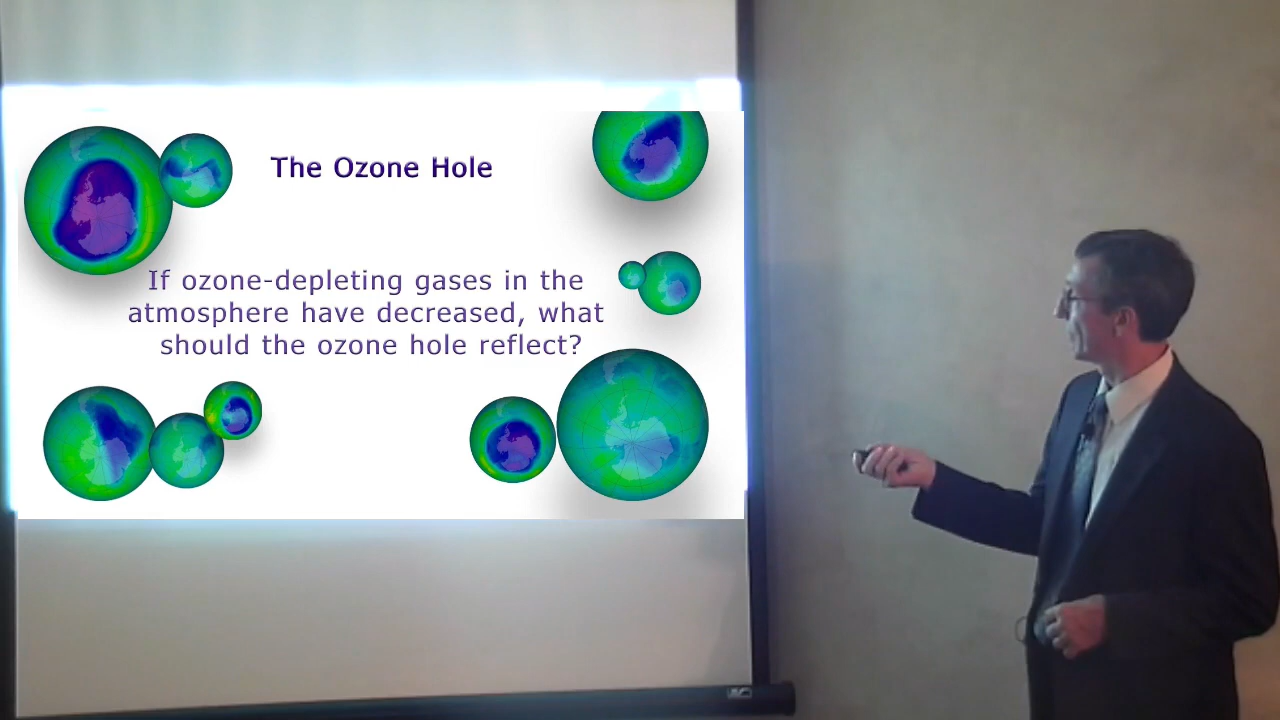 The Ozone Hole
If ozone-depleting gases in the
atmosphere have decreased, what
should the ozone hole reflect?